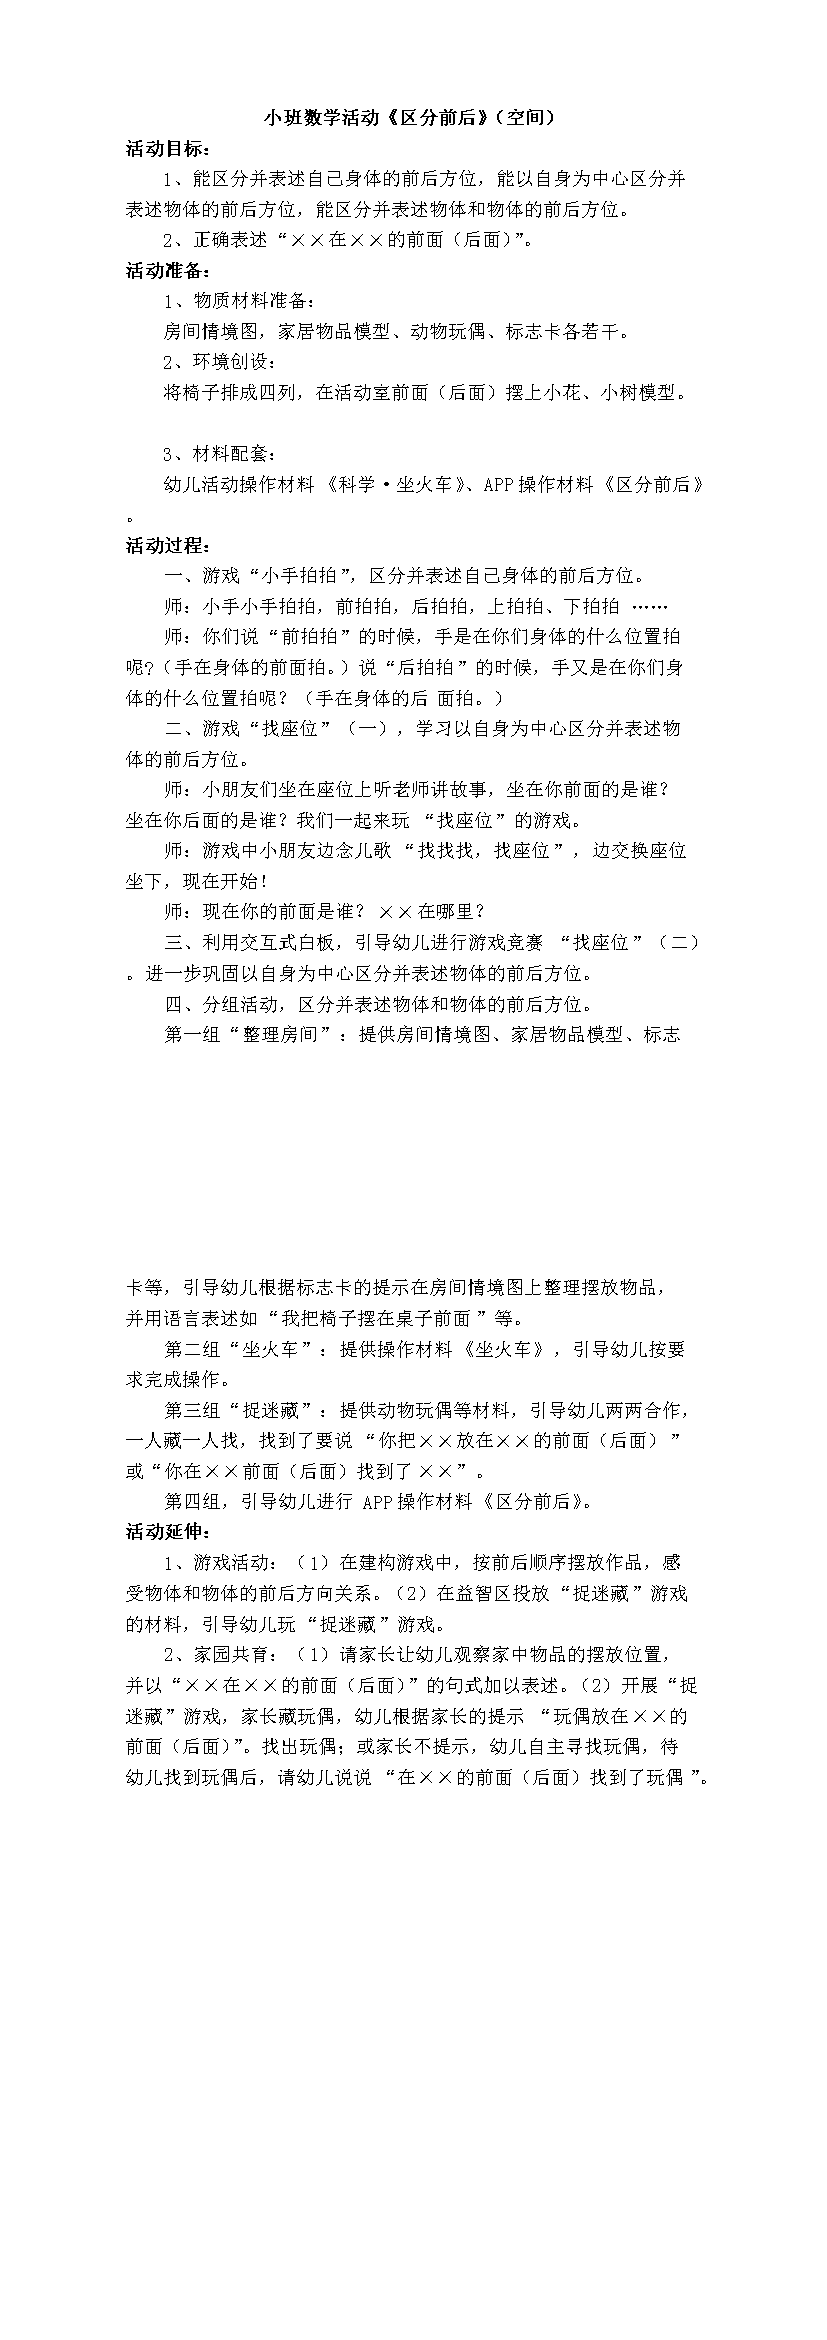 小班数学活动《区分前后》（空间）
活动目标：
1、能区分并表述自己身体的前后方位，能以自身为中心区分并
表述物体的前后方位，能区分并表述物体和物体的前后方位。
2、正确表述“××在××的前面（后面）”。
活动准备：
1、物质材料准备：
房间情境图，家居物品模型、动物玩偶、标志卡各若干。
2、环境创设：
将椅子排成四列，在活动室前面（后面）摆上小花、小树模型。
3、材料配套：
幼儿活动操作材料《科学·坐火车》、APP操作材料《区分前后》
。
活动过程：
一、游戏“小手拍拍”，区分并表述自己身体的前后方位。
师：小手小手拍拍，前拍拍，后拍拍，上拍拍、下拍拍 ……
师：你们说“前拍拍”的时候，手是在你们身体的什么位置拍
呢?（手在身体的前面拍。）说“后拍拍”的时候，手又是在你们身
体的什么位置拍呢？（手在身体的后 面拍。）
二、游戏“找座位”（一），学习以自身为中心区分并表述物
体的前后方位。
师：小朋友们坐在座位上听老师讲故事，坐在你前面的是谁？
坐在你后面的是谁？我们一起来玩 “找座位”的游戏。
师：游戏中小朋友边念儿歌 “找找找，找座位”，边交换座位
坐下，现在开始!
师：现在你的前面是谁？××在哪里？
三、利用交互式白板，引导幼儿进行游戏竞赛 “找座位”（二）
。进一步巩固以自身为中心区分并表述物体的前后方位。
四、分组活动，区分并表述物体和物体的前后方位。
第一组“整理房间”：提供房间情境图、家居物品模型、标志
卡等，引导幼儿根据标志卡的提示在房间情境图上整理摆放物品，
并用语言表述如“我把椅子摆在桌子前面”等。
第二组“坐火车”：提供操作材料《坐火车》，引导幼儿按要
求完成操作。
第三组“捉迷藏”：提供动物玩偶等材料，引导幼儿两两合作，
一人藏一人找，找到了要说“你把××放在××的前面（后面）”
或“你在××前面（后面）找到了××”。
第四组，引导幼儿进行 APP操作材料《区分前后》。
活动延伸：
1、游戏活动：（1）在建构游戏中，按前后顺序摆放作品，感
受物体和物体的前后方向关系。（2）在益智区投放“捉迷藏”游戏
的材料，引导幼儿玩“捉迷藏”游戏。
2、家园共育：（1）请家长让幼儿观察家中物品的摆放位置，
并以“××在××的前面（后面）”的句式加以表述。（2）开展“捉
迷藏”游戏，家长藏玩偶，幼儿根据家长的提示 “玩偶放在××的
前面（后面）”。找出玩偶；或家长不提示，幼儿自主寻找玩偶，待
幼儿找到玩偶后，请幼儿说说 “在××的前面（后面）找到了玩偶”。